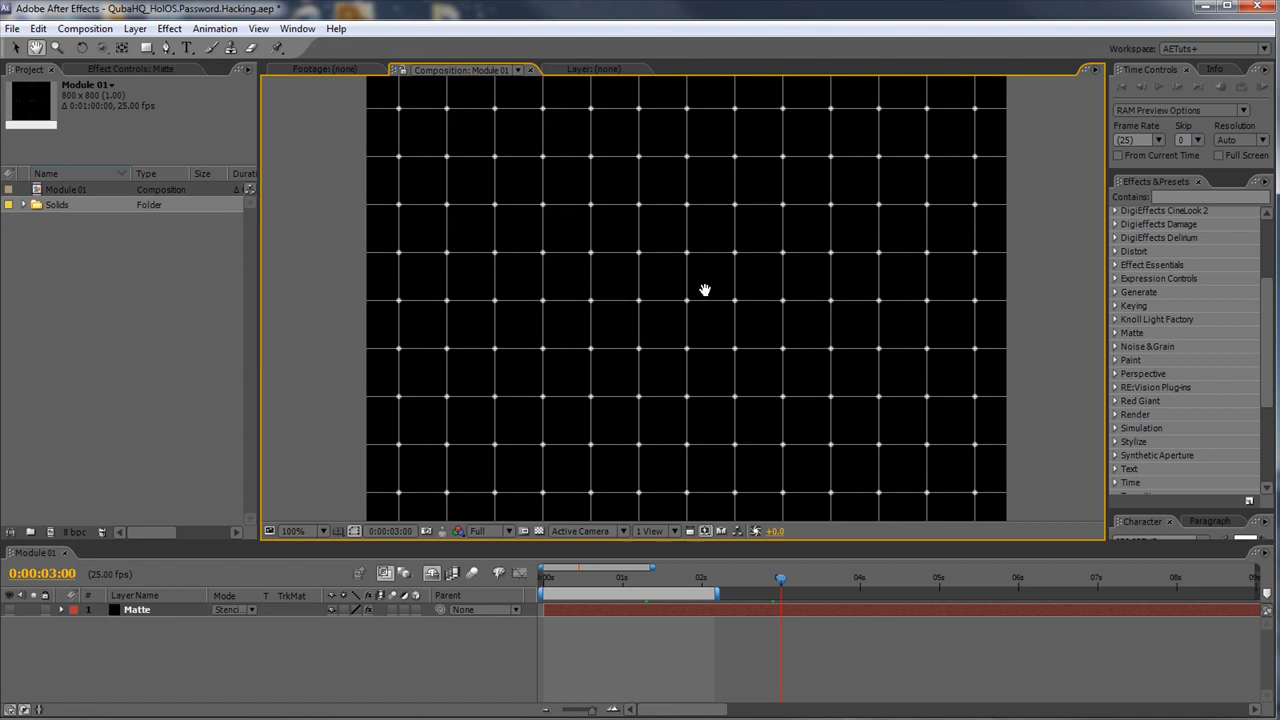 Adobe After Effects - QubaHQ_HolOS.Password.Hacking.aep *
File Edit Composition Layer Effect Animation Window Help
Workspace: AETuts+
Project Effect Controls: Matte
Footage: (none) Composition: Module 01 Layer: (none)
Time Controls Info
Module 01
800 x 800 (1.00)
Δ 0:01:00:00, 25.00 fps
RAM Preview Options
Frame Rate Skip Resolution
(25) 0 Auto
From Current Time Full Screen
Name Type Size Durati
Module 01 Composition
Solids Folder
Effects & Presets
Contains:
DigiEffects CineLook 2
Digieffects Damage
DigiEffects Delirium
Distort
Effect Essentials
Expression Controls
Generate
Keying
Knoll Light Factory
Matte
Noise & Grain
Paint
Perspective
RE:Vision Plug-ins
Red Giant
Render
Simulation
Stylize
Synthetic Aperture
Text
Time
Character Paragraph
8 bpc
100% 0:00:03:00 Full Active Camera 1 View +0.0
Module 01
0:00:03:00 (25.00 fps)
# Layer Name Mode T TrkMat Parent
1 Matte Stenci... None
00s 01s 02s 04s 05s 06s 07s 08s 09s